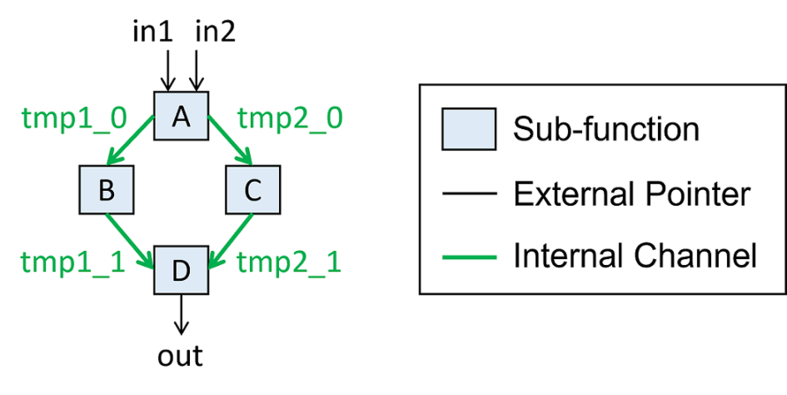 in1 in2
tmp1_0 A tmp2_0
B C
tmp1_1 D tmp2_1
out
Sub-function
External Pointer
Internal Channel